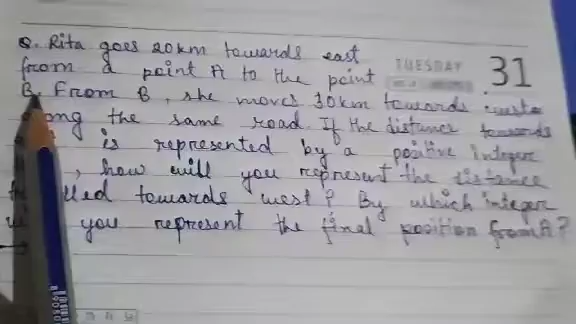 Q. Rita goes 20km towards east
from a point A to the point
B. From B, she moves 30km towards west
along the same road. If the distance towards
is represented by a positive integer
, how will you represent the distance
travelled towards west? By which integer
you represent the final position from A?
TUESDAY
31